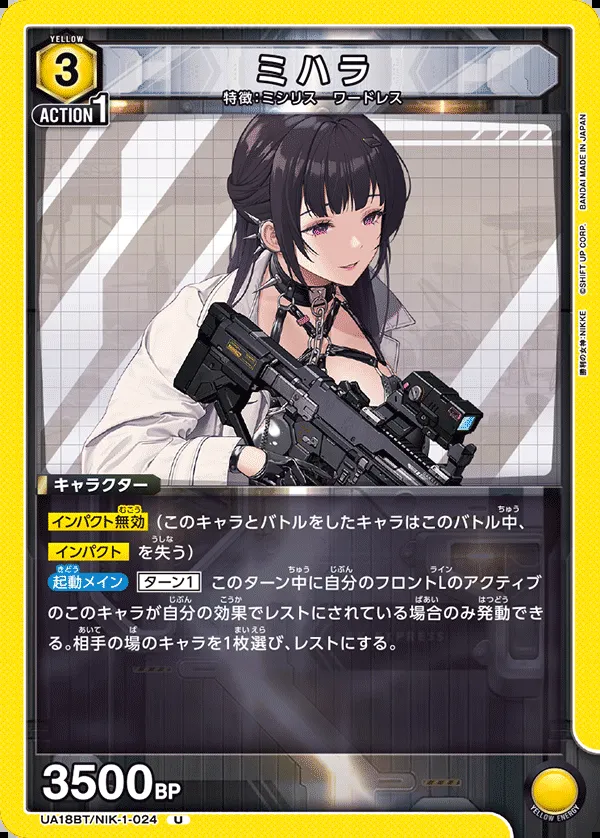 YELLOW
3
ACTION 1
ミハラ
特徴:ミシリス ワードレス
勝利の女神:NIKKE ©SHIFT UP CORP. BANDAI MADE IN JAPAN
キャラクター
インパクト無効 (このキャラとバトルをしたキャラはこのバトル中、
インパクト を失う)
起動メイン ターン1 このターン中に自分のフロントLのアクティブ
のこのキャラが自分の効果でレストにされている場合のみ発動でき
る。相手の場のキャラを1枚選び、レストにする。
3500BP
UA18BT/NIK-1-024 U
YELLOW ENERGY